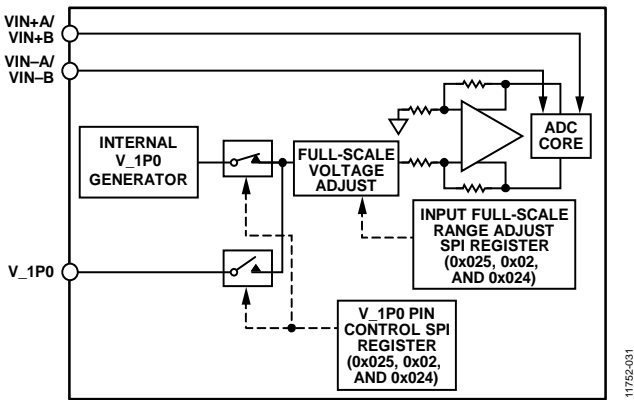 VIN+A/
VIN+B
VIN–A/
VIN–B
INTERNAL
V_1P0
GENERATOR
FULL-SCALE
VOLTAGE
ADJUST
ADC
CORE
INPUT FULL-SCALE
RANGE ADJUST
SPI REGISTER
(0x025, 0x02,
AND 0x024)
V_1P0
V_1P0 PIN
CONTROL SPI
REGISTER
(0x025, 0x02,
AND 0x024)
11752-031